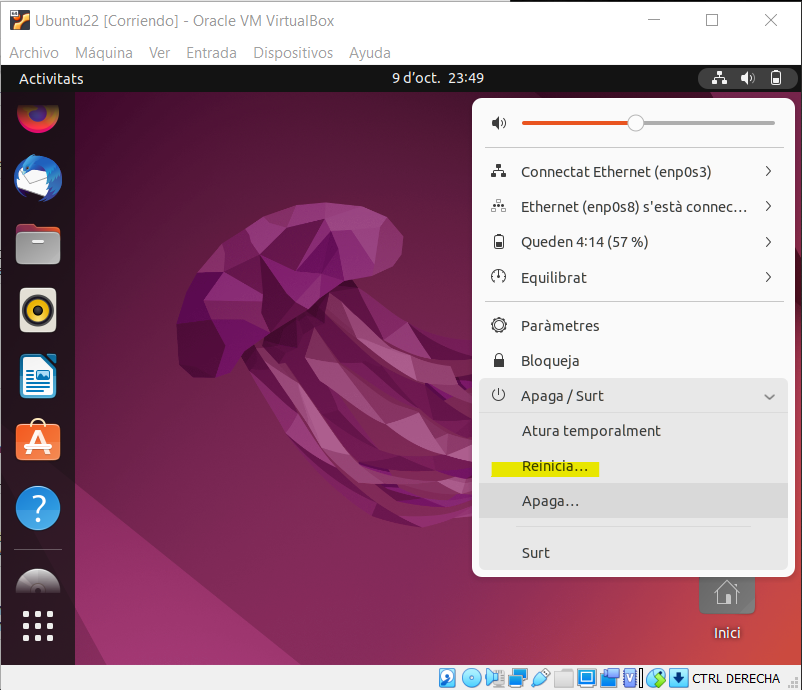 Ubuntu22 [Corriendo] - Oracle VM VirtualBox
Archivo Máquina Ver Entrada Dispositivos Ayuda
Activitats 9 d’oct. 23:49
Connectat Ethernet (enp0s3)
Ethernet (enp0s8) s'està connec…
Queden 4:14 (57 %)
Equilibrat
Paràmetres
Bloqueja
Apaga / Surt
Atura temporalment
Reinicia…
Apaga…
Surt
Inici
CTRL DERECHA